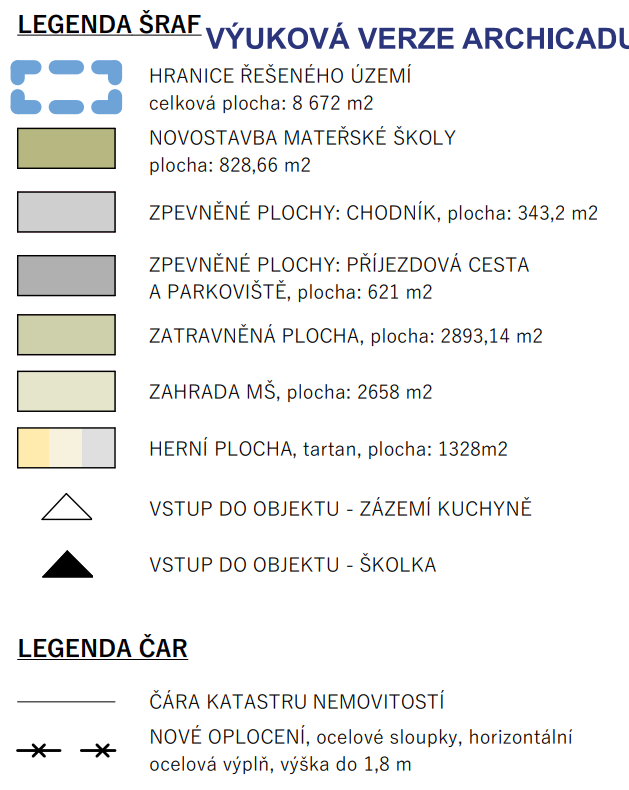 LEGENDA ŠRAF
VÝUKOVÁ VERZE ARCHICADU
HRANICE ŘEŠENÉHO ÚZEMÍ
celková plocha: 8 672 m2
NOVOSTAVBA MATEŘSKÉ ŠKOLY
plocha: 828,66 m2
ZPEVNĚNÉ PLOCHY: CHODNÍK, plocha: 343,2 m2
ZPEVNĚNÉ PLOCHY: PŘÍJEZDOVÁ CESTA
A PARKOVIŠTĚ, plocha: 621 m2
ZATRAVNĚNÁ PLOCHA, plocha: 2893,14 m2
ZAHRADA MŠ, plocha: 2658 m2
HERNÍ PLOCHA, tartan, plocha: 1328m2
VSTUP DO OBJEKTU - ZÁZEMÍ KUCHYNĚ
VSTUP DO OBJEKTU - ŠKOLKA
LEGENDA ČAR
ČÁRA KATASTRU NEMOVITOSTÍ
NOVÉ OPLOCENÍ, ocelové sloupky, horizontální
ocelová výplň, výška do 1,8 m